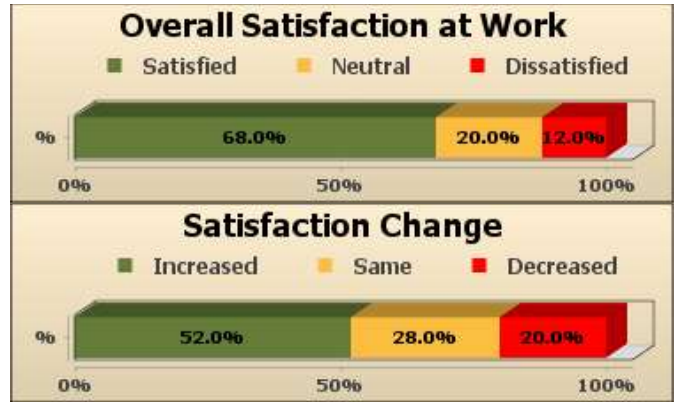 Overall Satisfaction at Work
Satisfied Neutral Dissatisfied
% 68.0% 20.0% 12.0%
0% 50% 100%
Satisfaction Change
Increased Same Decreased
% 52.0% 28.0% 20.0%
0% 50% 100%